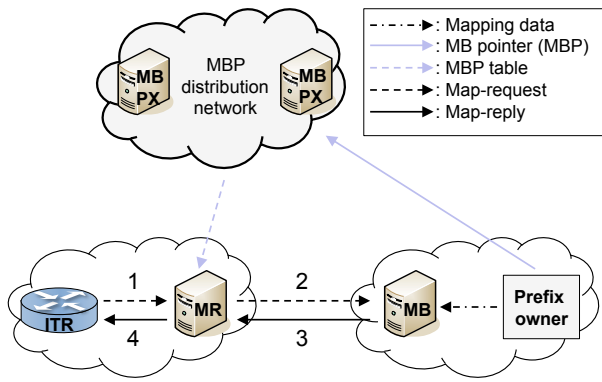 MB
PX
MBP
distribution
network
MB
PX
: Mapping data
: MB pointer (MBP)
: MBP table
: Map-request
: Map-reply
1
2
ITR
MR
MB
Prefix
owner
4
3